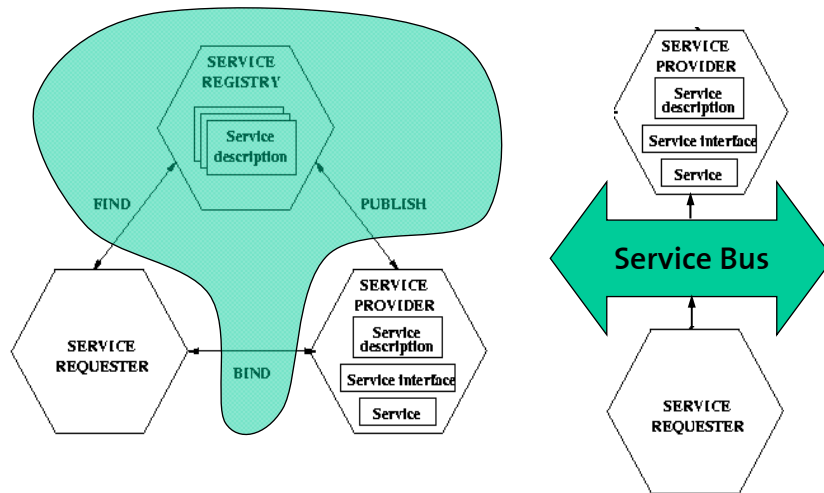 SERVICE
REGISTRY
Service
description
FIND
PUBLISH
SERVICE
REQUESTER
BIND
SERVICE
PROVIDER
Service
description
Service interface
Service
SERVICE
PROVIDER
Service
description
Service interface
Service
Service Bus
SERVICE
REQUESTER